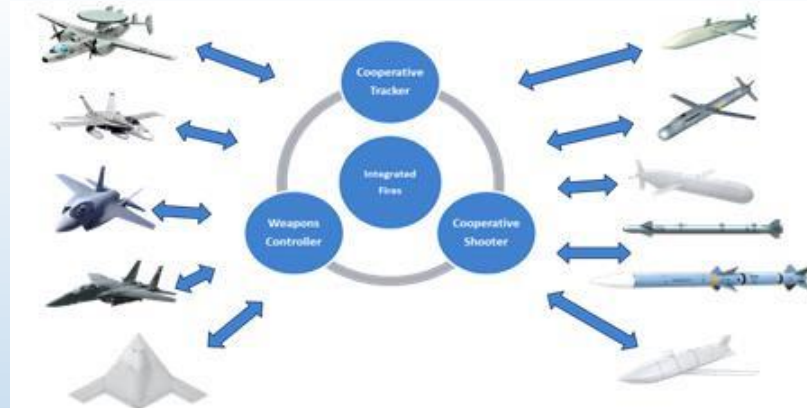 Cooperative
Tracker
Integrated
Fires
Weapons
Controller
Cooperative
Shooter